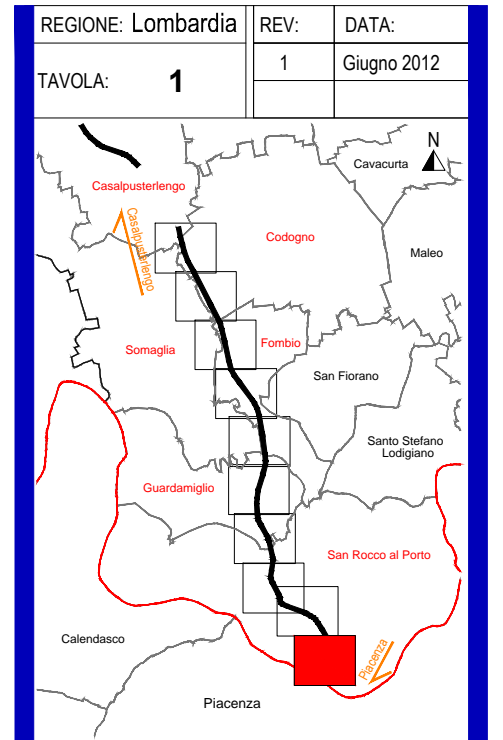 REGIONE: Lombardia
REV:
DATA:
TAVOLA: 1
1
Giugno 2012
N
Cavacurta
Casalpusterlengo
Casalpusterlengo
Codogno
Maleo
Somaglia
Fombio
San Fiorano
Santo Stefano
Lodigiano
Guardamiglio
San Rocco al Porto
Calendasco
Piacenza
Piacenza